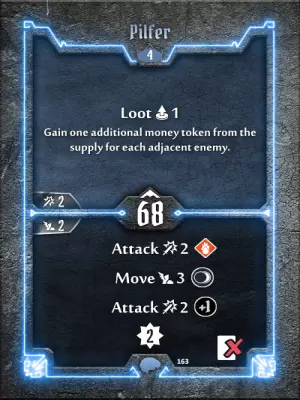 Pilfer
4
Loot 1
Gain one additional money token from the
supply for each adjacent enemy.
2
68
2
Attack 2
Move 3
Attack 2 +1
2
163